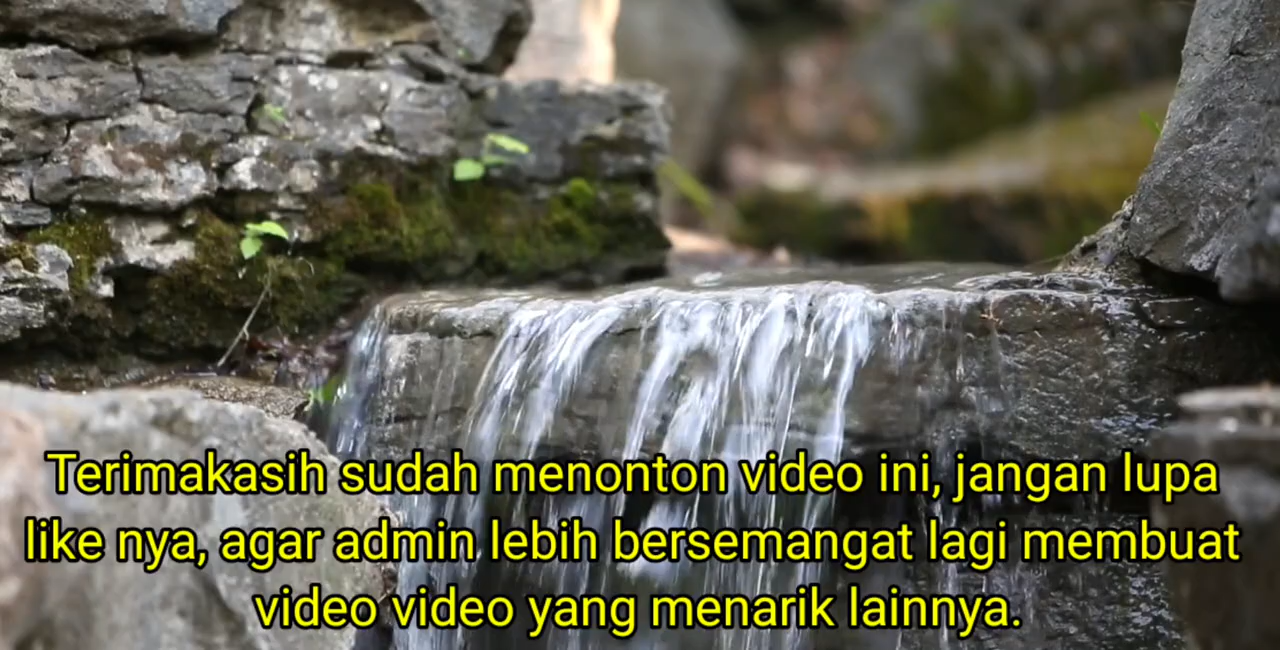 Terimakasih sudah menonton video ini, jangan lupa
like nya, agar admin lebih bersemangat lagi membuat
video video yang menarik lainnya.